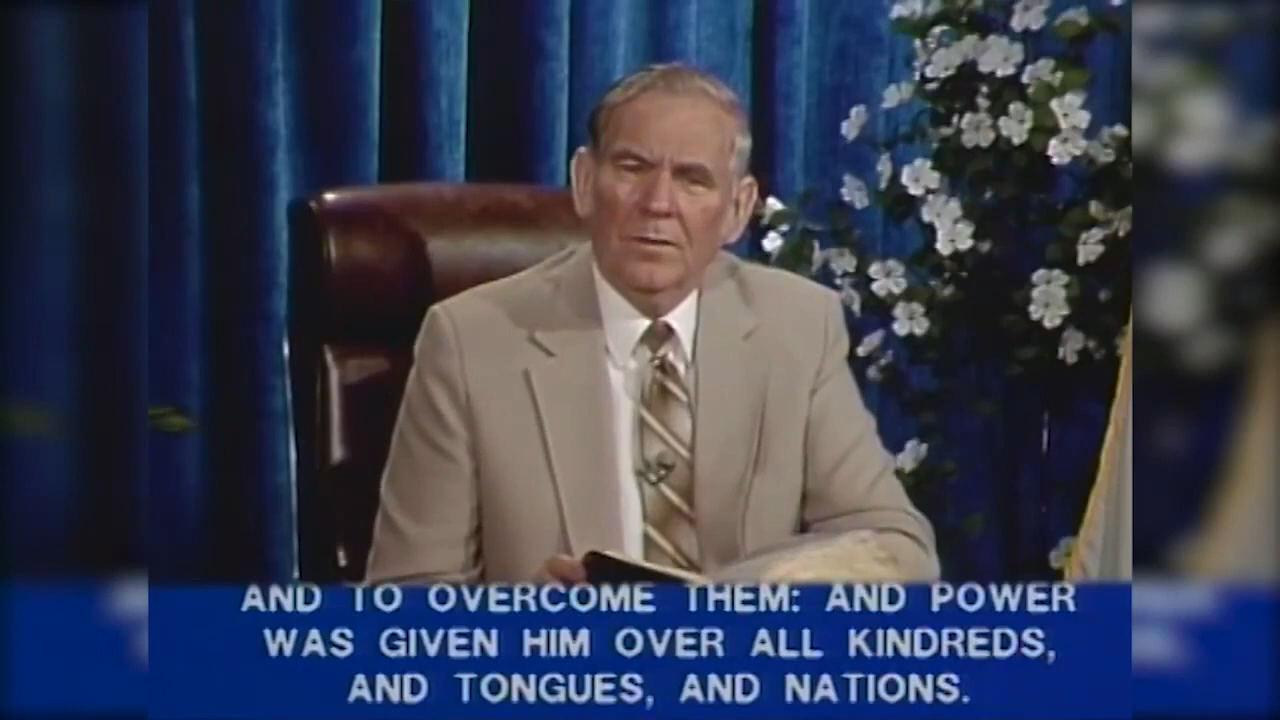 AND TO OVERCOME THEM: AND POWER
WAS GIVEN HIM OVER ALL KINDREDS,
AND TONGUES, AND NATIONS.